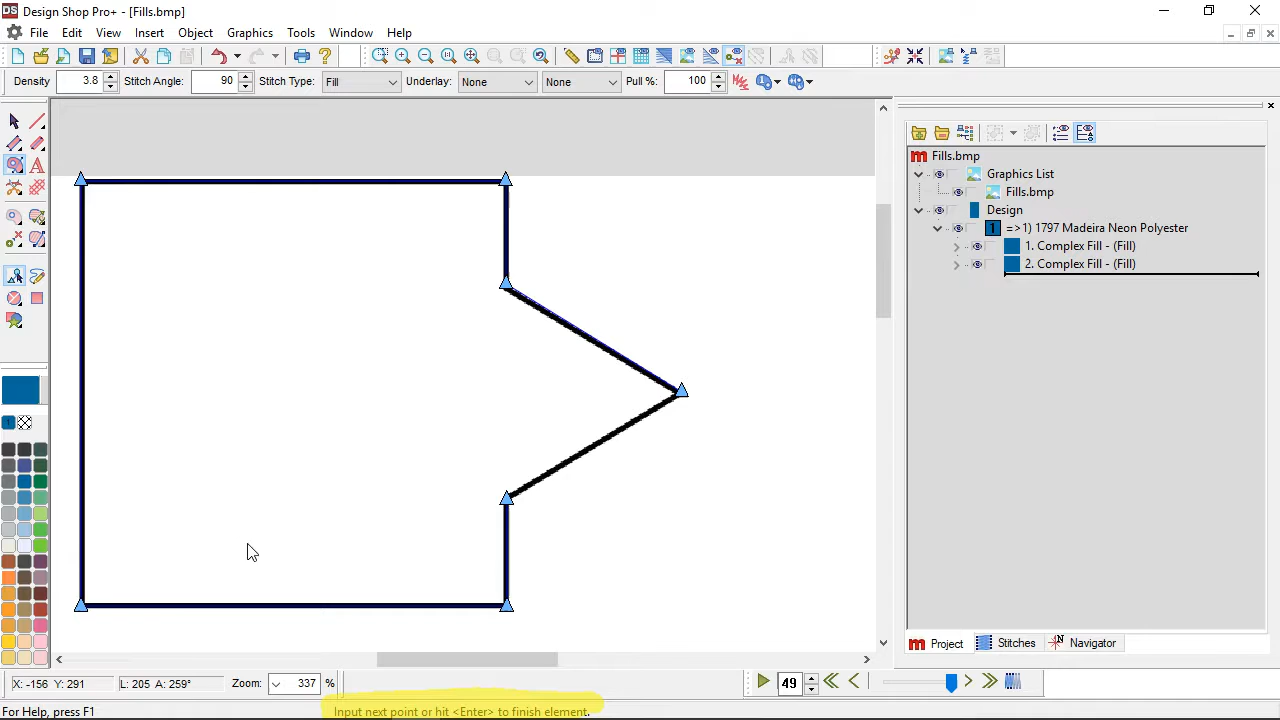 DS Design Shop Pro+ - [Fills.bmp]
File Edit View Insert Object Graphics Tools Window Help
Density 3.8 Stitch Angle: 90 Stitch Type: Fill Underlay: None None Pull %: 100
A
m Fills.bmp
Graphics List
Fills.bmp
Design
1 =>1) 1797 Madeira Neon Polyester
1. Complex Fill - (Fill)
2. Complex Fill - (Fill)
1
m Project Stitches N Navigator
X: -156 Y: 291 L: 205 A: 259° Zoom: 337 % 49
For Help, press F1 Input next point or hit <Enter> to finish element.